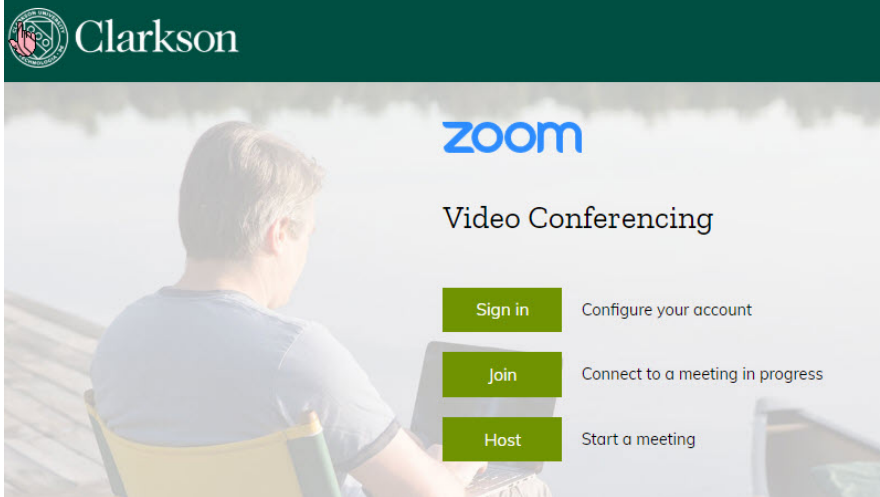 Clarkson
zoom
Video Conferencing
Sign in Configure your account
Join Connect to a meeting in progress
Host Start a meeting